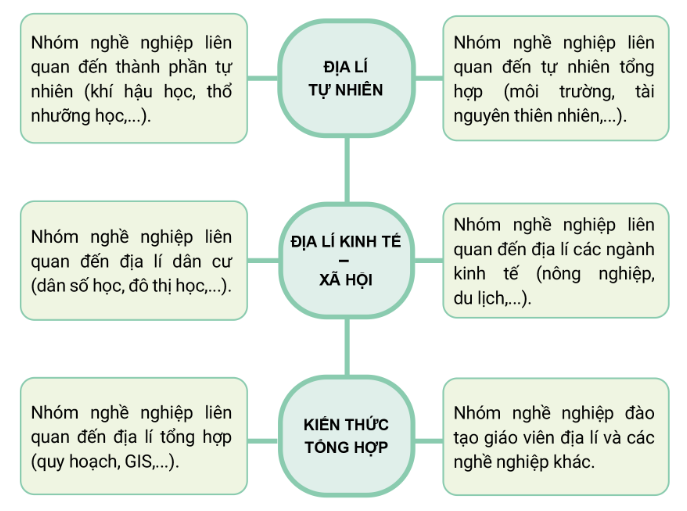 Nhóm nghề nghiệp liên
quan đến thành phần tự
nhiên (khí hậu học, thổ
nhưỡng học,...).
ĐỊA LÍ
TỰ NHIÊN
Nhóm nghề nghiệp liên
quan đến tự nhiên tổng
hợp (môi trường, tài
nguyên thiên nhiên,...).
Nhóm nghề nghiệp liên
quan đến địa lí dân cư
(dân số học, đô thị học,...).
ĐỊA LÍ KINH TẾ
–
XÃ HỘI
Nhóm nghề nghiệp liên
quan đến địa lí các ngành
kinh tế (nông nghiệp,
du lịch,...).
Nhóm nghề nghiệp liên
quan đến địa lí tổng hợp
(quy hoạch, GIS,...).
KIẾN THỨC
TỔNG HỢP
Nhóm nghề nghiệp đào
tạo giáo viên địa lí và các
nghề nghiệp khác.